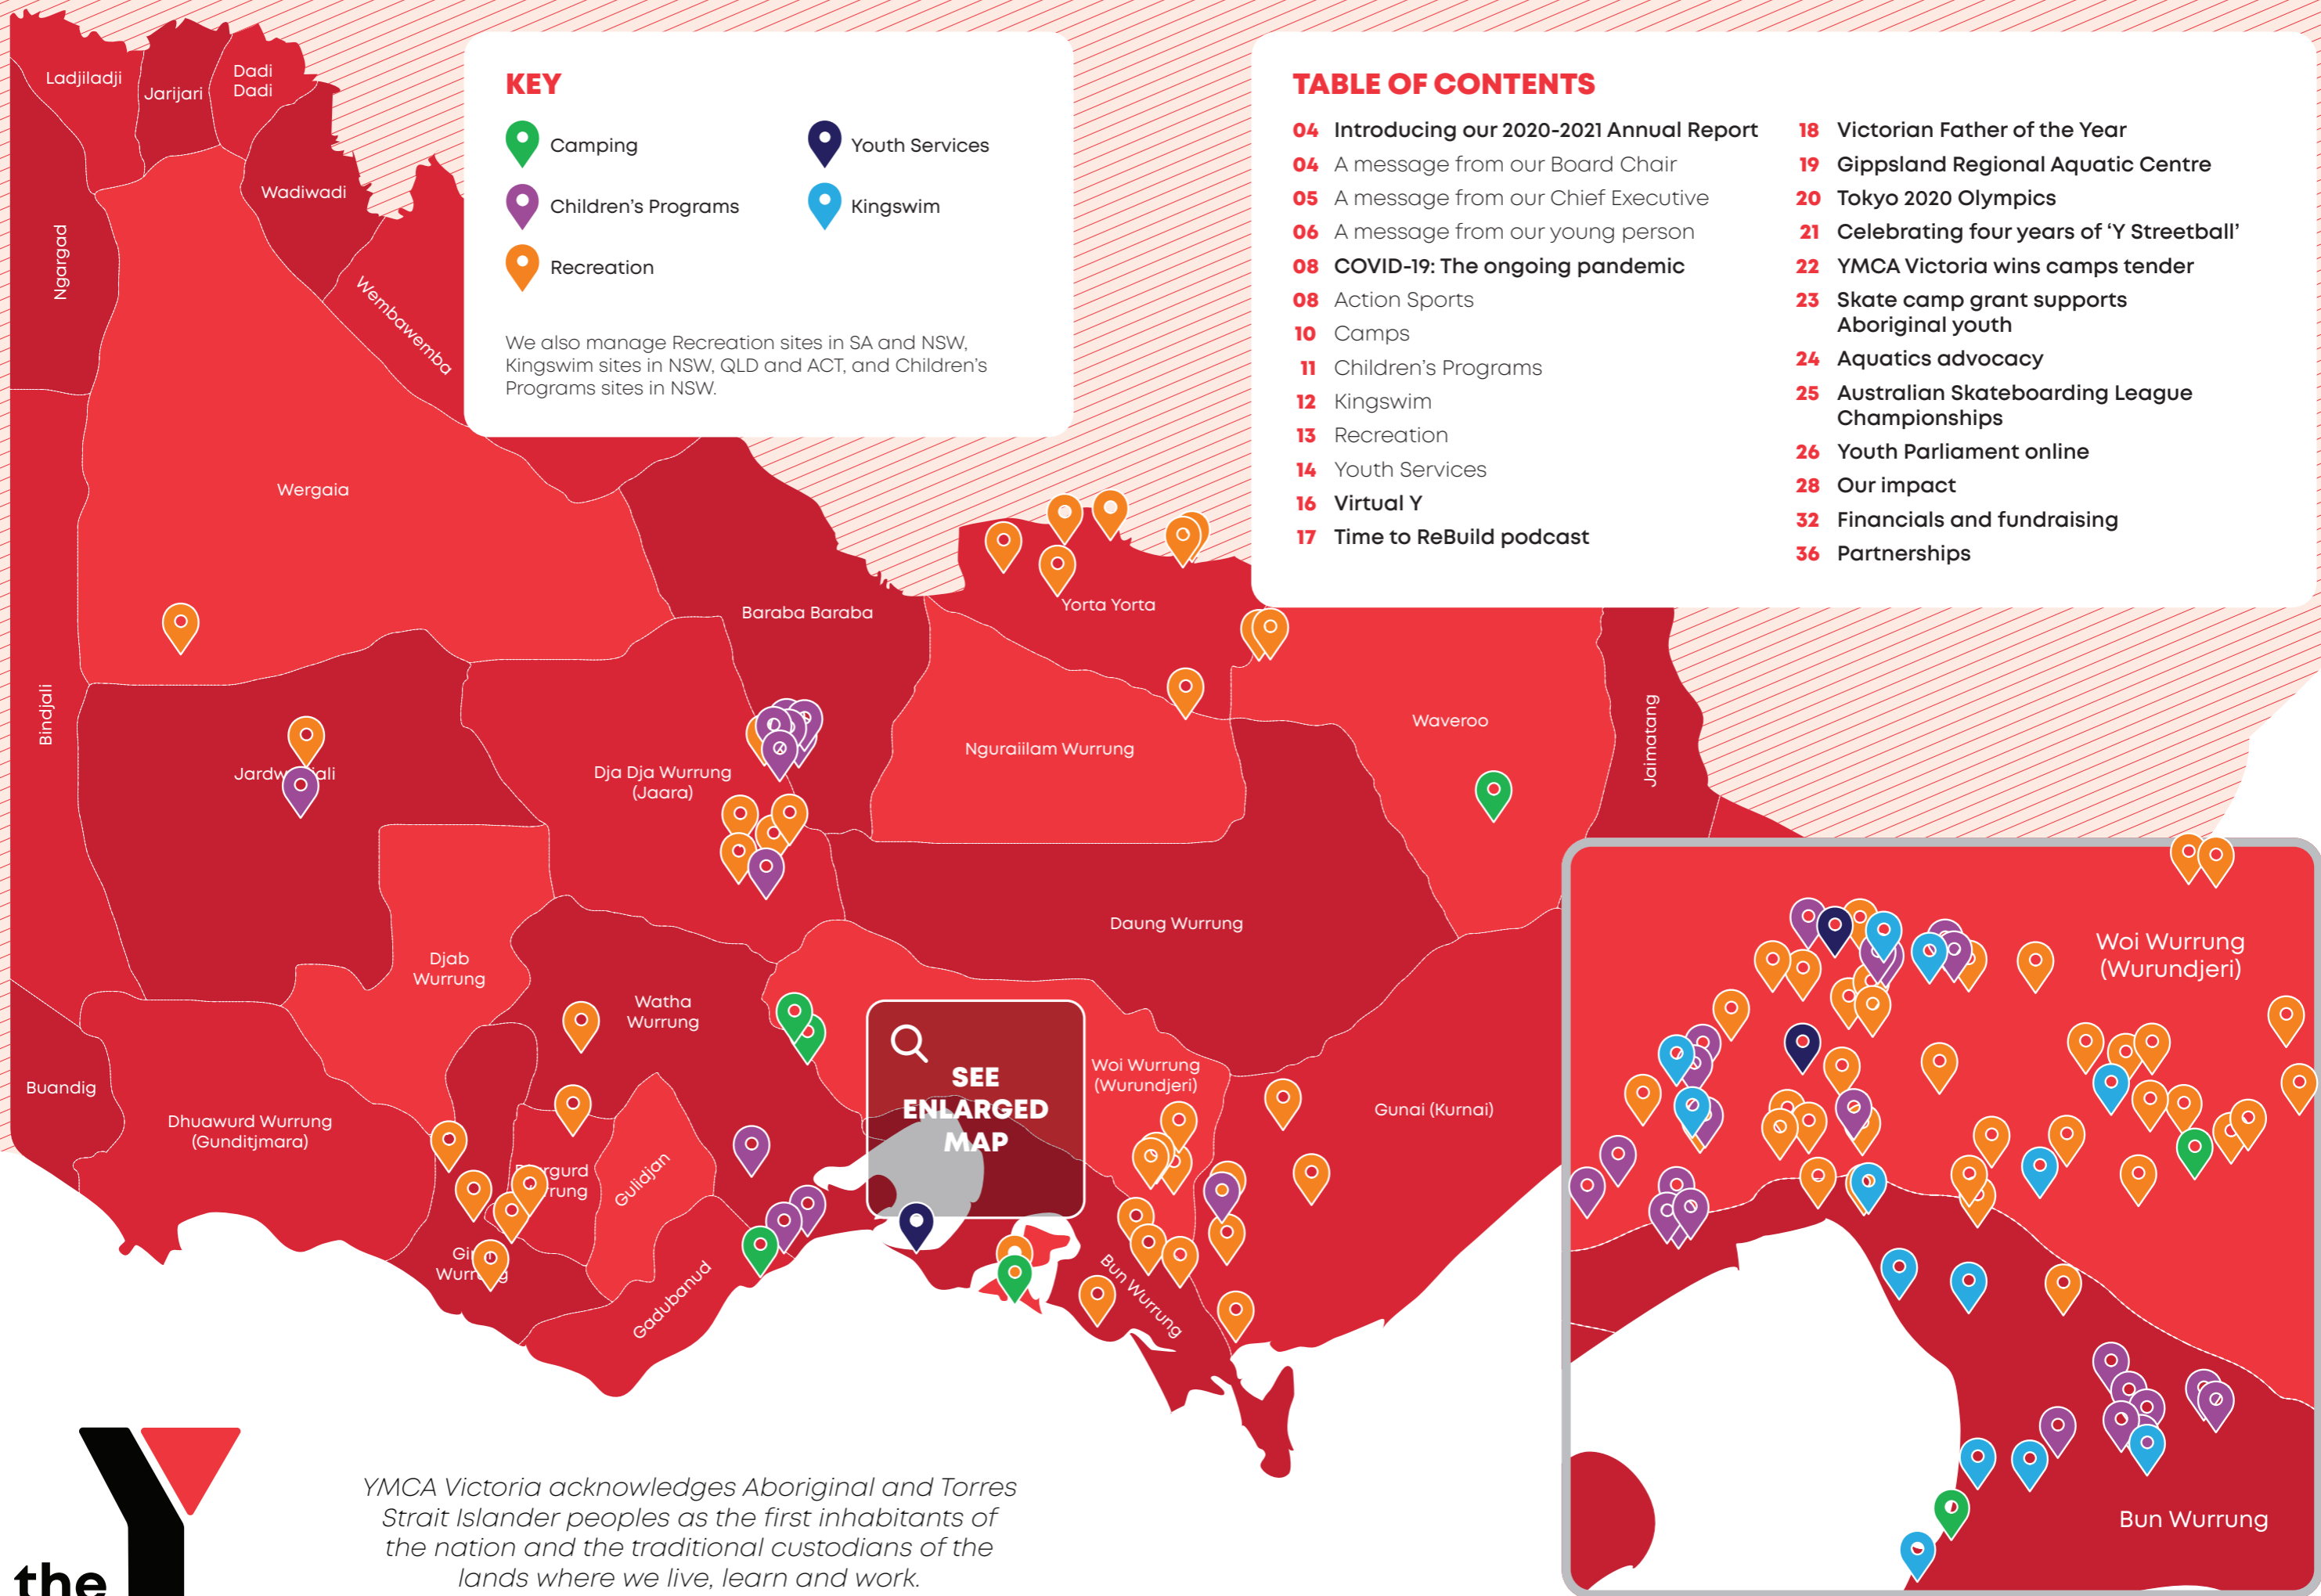 KEY
Camping
Children's Programs
Recreation
Youth Services
Kingswim
We also manage Recreation sites in SA and NSW,
Kingswim sites in NSW, QLD and ACT, and Children's
Programs sites in NSW.
TABLE OF CONTENTS
04 Introducing our 2020-2021 Annual Report
04 A message from our Board Chair
05 A message from our Chief Executive
06 A message from our young person
08 COVID-19: The ongoing pandemic
08 Action Sports
10 Camps
11 Children's Programs
12 Kingswim
13 Recreation
14 Youth Services
16 Virtual Y
17 Time to ReBuild podcast
18 Victorian Father of the Year
19 Gippsland Regional Aquatic Centre
20 Tokyo 2020 Olympics
21 Celebrating four years of ‘Y Streetball’
22 YMCA Victoria wins camps tender
23 Skate camp grant supports
Aboriginal youth
24 Aquatics advocacy
25 Australian Skateboarding League
Championships
26 Youth Parliament online
28 Our impact
32 Financials and fundraising
36 Partnerships
Ladjiladji
Jarijari
Dadi
Dadi
Wadiwadi
Ngargad
Wembawemba
Wergaia
Baraba Baraba
Yorta Yorta
Bindjali
Dja Dja Wurrung
(Jaara)
Nguraiilam Wurrung
Waveroo
Jaimatang
Daung Wurrung
Djab
Wurrung
Watha
Wurrung
Buandig
Dhuawurd Wurrung
(Gunditjmara)
Gulidjan
Gadubanud
SEE
ENLARGED
MAP
Woi Wurrung
(Wurundjeri)
Gunai (Kurnai)
Bun Wurrung
Woi Wurrung
(Wurundjeri)
Bun Wurrung
YMCA Victoria acknowledges Aboriginal and Torres
Strait Islander peoples as the first inhabitants of
the nation and the traditional custodians of the
lands where we live, learn and work.
the Y